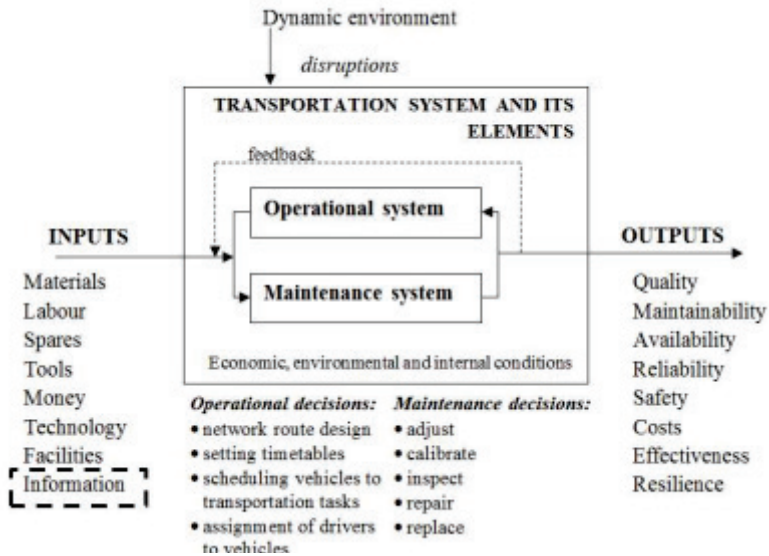 Dynamic environment
disruptions
TRANSPORTATION SYSTEM AND ITS
ELEMENTS
feedback
Operational system
Maintenance system
Economic, environmental and internal conditions
INPUTS
Materials
Labour
Spares
Tools
Money
Technology
Facilities
Information
OUTPUTS
Quality
Maintainability
Availability
Reliability
Safety
Costs
Effectiveness
Resilience
Operational decisions:
• network route design
• setting timetables
• scheduling vehicles to
transportation tasks
• assignment of drivers
to vehicles
Maintenance decisions:
• adjust
• calibrate
• inspect
• repair
• replace